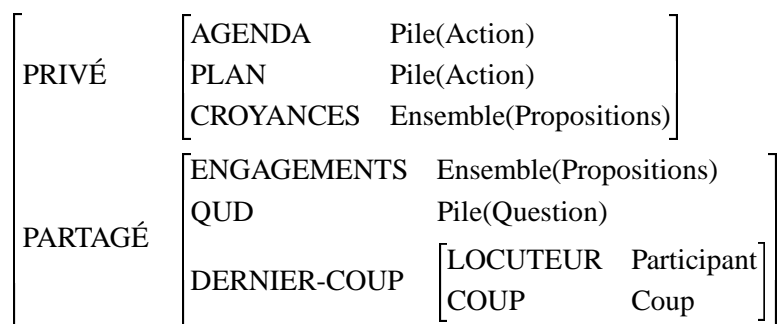 PRIVÉ
AGENDA Pile(Action)
PLAN Pile(Action)
CROYANCES Ensemble(Propositions)
PARTAGÉ
ENGAGEMENTS Ensemble(Propositions)
QUD Pile(Question)
DERNIER-COUP
LOCUTEUR Participant
COUP Coup